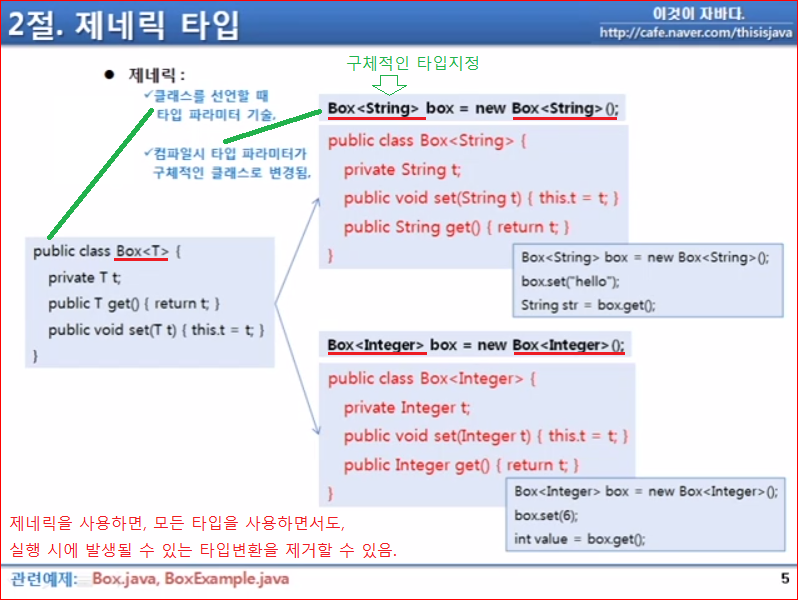 2절. 제네릭 타입
이것이 자바다.
http://cafe.naver.com/thisisjava
● 제네릭 :
✓클래스를 선언할 때
타입 파라미터 기술.
✓컴파일시 타입 파라미터가
구체적인 클래스로 변경됨.
구체적인 타입지정
Box<String> box = new Box<String>();
public class Box<String> {
private String t;
public void set(String t) { this.t = t; }
public String get() { return t; }
}
Box<String> box = new Box<String>();
box.set("hello");
String str = box.get();
public class Box<T> {
private T t;
public T get() { return t; }
public void set(T t) { this.t = t; }
}
Box<Integer> box = new Box<Integer>();
public class Box<Integer> {
private Integer t;
public void set(Integer t) { this.t = t; }
public Integer get() { return t; }
}
Box<Integer> box = new Box<Integer>();
box.set(6);
int value = box.get();
제네릭을 사용하면, 모든 타입을 사용하면서도,
실행 시에 발생될 수 있는 타입변환을 제거할 수 있음.
관련예제: Box.java, BoxExample.java
5